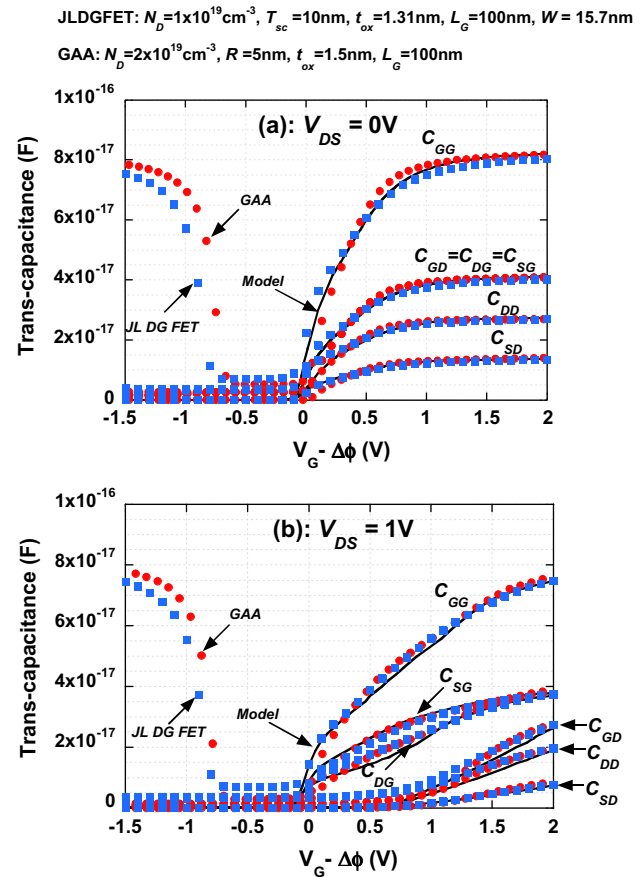 JLDGFET: N_D=1x10^19cm^-3, T_sc =10nm, t_ox=1.31nm, L_G=100nm, W = 15.7nm
GAA: N_D=2x10^19cm^-3, R =5nm, t_ox=1.5nm, L_G=100nm
1x10^-16
(a): V_DS = 0V
C_GG
8x10^-17
GAA
6x10^-17
C_GD=C_DG=C_SG
Model
4x10^-17
C_DD
JL DG FET
2x10^-17
C_SD
0
-1.5 -1 -0.5 0 0.5 1 1.5 2
V_G- Δϕ (V)
Trans-capacitance (F)
1x10^-16
(b): V_DS = 1V
8x10^-17
C_GG
GAA
6x10^-17
C_SG
Model
4x10^-17
JL DG FET
C_GD
2x10^-17
C_DG
C_DD
C_SD
0
-1.5 -1 -0.5 0 0.5 1 1.5 2
V_G- Δϕ (V)
Trans-capacitance (F)